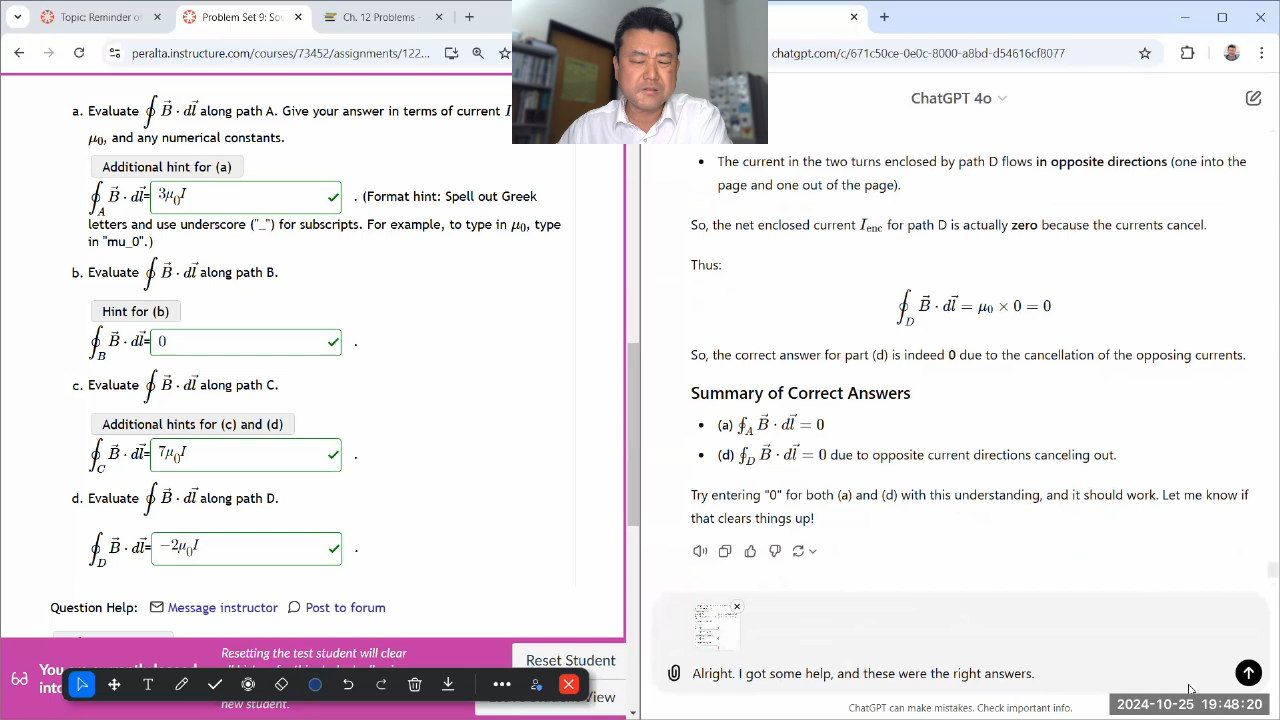 Topic: Reminder of
Problem Set 9: Sou
Ch. 12 Problems -
peralta.instructure.com/courses/73452/assignments/122...
chatgpt.com/c/671c50ce-de0c-8000-a8bd-d54616cf8077
a. Evaluate ∮ B⃗ · dl⃗ along path A. Give your answer in terms of current I
μ₀, and any numerical constants.
Additional hint for (a)
∮_A B⃗ · dl⃗= 3μ₀I . (Format hint: Spell out Greek
letters and use underscore ("_") for subscripts. For example, to type in μ₀, type
in "mu_0".)
b. Evaluate ∮ B⃗ · dl⃗ along path B.
Hint for (b)
∮_B B⃗ · dl⃗= 0 .
c. Evaluate ∮ B⃗ · dl⃗ along path C.
Additional hints for (c) and (d)
∮_C B⃗ · dl⃗= 7μ₀I .
d. Evaluate ∮ B⃗ · dl⃗ along path D.
∮_D B⃗ · dl⃗= −2μ₀I .
Question Help: Message instructor Post to forum
Resetting the test student will clear
Reset Student
View
new student.
ChatGPT 4o
• The current in the two turns enclosed by path D flows in opposite directions (one into the
page and one out of the page).
So, the net enclosed current I_enc for path D is actually zero because the currents cancel.
Thus:
∮_D B⃗ · dl⃗ = μ₀ × 0 = 0
So, the correct answer for part (d) is indeed 0 due to the cancellation of the opposing currents.
Summary of Correct Answers
• (a) ∮_A B⃗ · dl⃗ = 0
• (d) ∮_D B⃗ · dl⃗ = 0 due to opposite current directions canceling out.
Try entering "0" for both (a) and (d) with this understanding, and it should work. Let me know if
that clears things up!
Alright. I got some help, and these were the right answers.
ChatGPT can make mistakes. Check important info.
2024-10-25 19:48:20